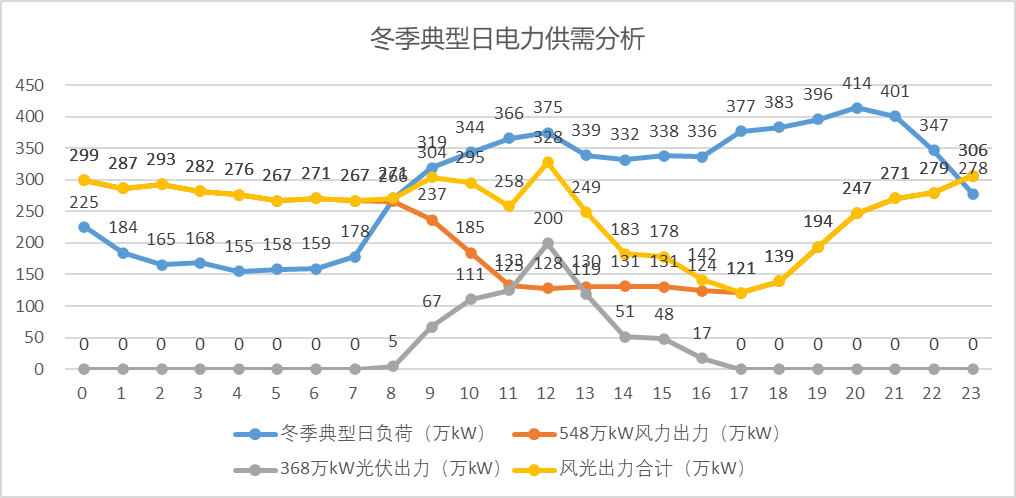 冬季典型日电力供需分析
450
400
350
300
250
200
150
100
50
0
299 287 293 282 276 267 271 267 271 304 295 258 328 249 183 178 142 121 139 194 247 271 279 306
225 184 165 168 155 158 159 178 266 319 344 366 375 339 332 338 336 377 383 396 414 401 347 278
237 185 133 128 130 131 131 124
0 0 0 0 0 0 0 0 5 67 111 125 200 119 51 48 17 0 0 0 0 0 0 0
0 1 2 3 4 5 6 7 8 9 10 11 12 13 14 15 16 17 18 19 20 21 22 23
冬季典型日负荷（万kW） 548万kW风力出力（万kW）
368万kW光伏出力（万kW） 风光出力合计（万kW）